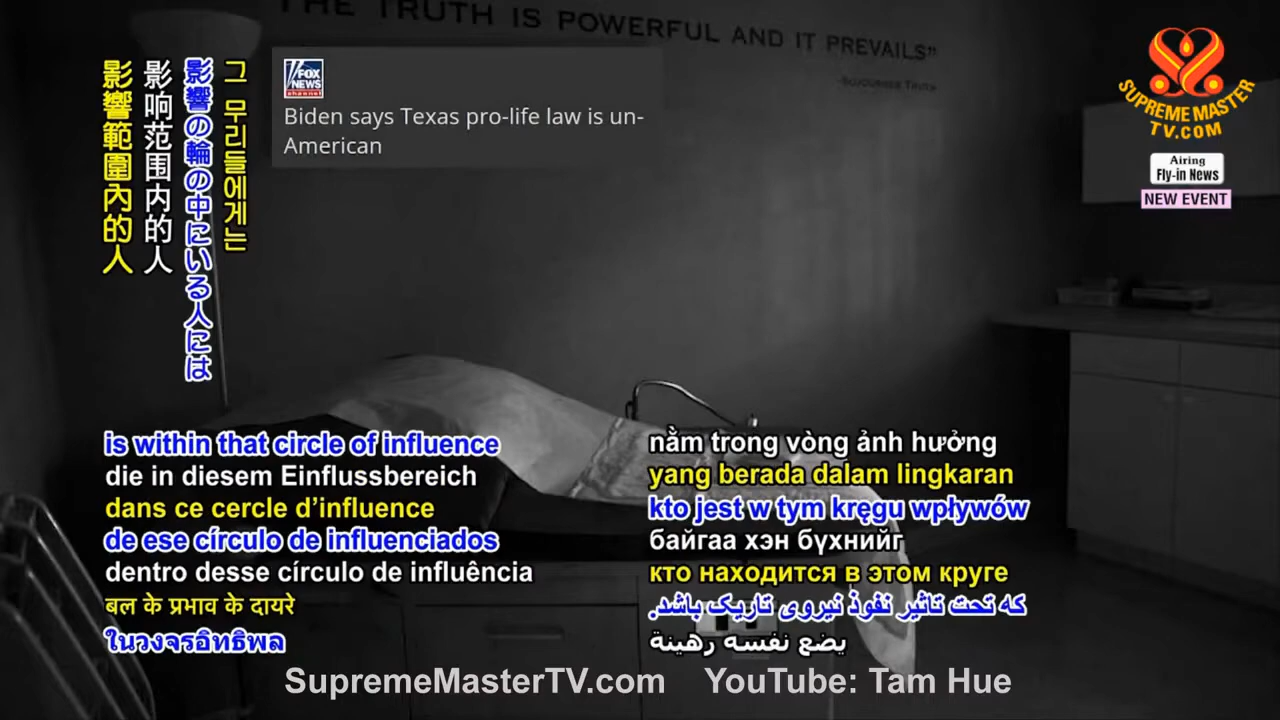 THE TRUTH IS POWERFUL AND IT PREVAILS”
-SOJOURNER TRUTH
FOX
NEWS
channel
Biden says Texas pro-life law is un-
American
SUPREME MASTER
TV.COM
Airing
Fly-in News
NEW EVENT
그 무리들에게는
影響の輪の中にいる人には
影响范围内的人
影響範圍內的人
is within that circle of influence
die in diesem Einflussbereich
dans ce cercle d’influence
de ese círculo de influenciados
dentro desse círculo de influência
बल के प्रभाव के दायरे
ในวงจรอิทธิพล
nằm trong vòng ảnh hưởng
yang berada dalam lingkaran
kto jest w tym kręgu wpływów
байгаа хэн бүхнийг
кто находится в этом круге
که تحت تاثیر نفوذ نیروی تاریک باشد.
يضع نفسه رهينة
SupremeMasterTV.com YouTube: Tam Hue